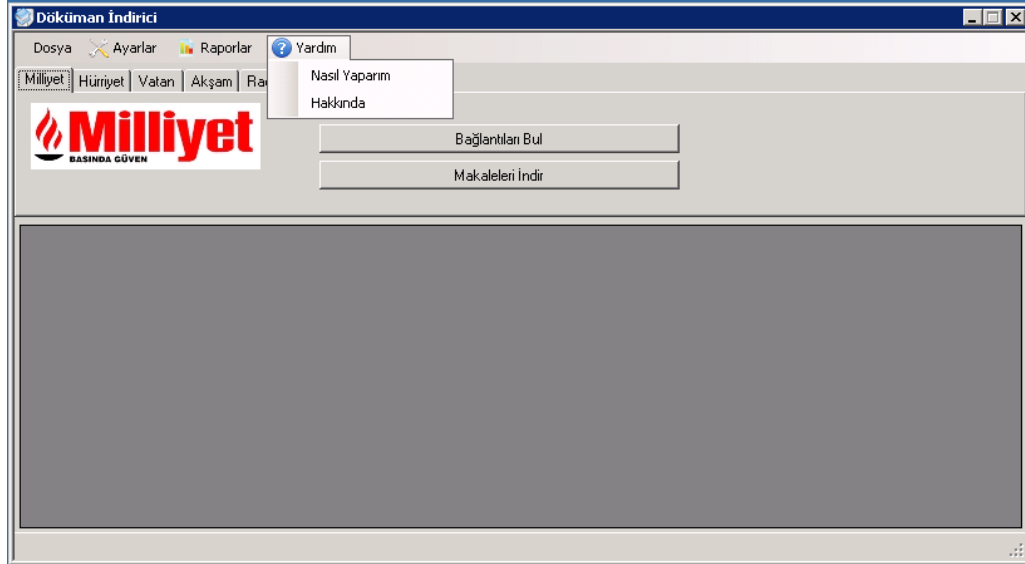 Döküman İndirici
Dosya Ayarlar Raporlar Yardım
Nasıl Yaparım
Hakkında
Milliyet Hürriyet Vatan Akşam
Milliyet
BASINDA GÜVEN
Bağlantıları Bul
Makaleleri İndir